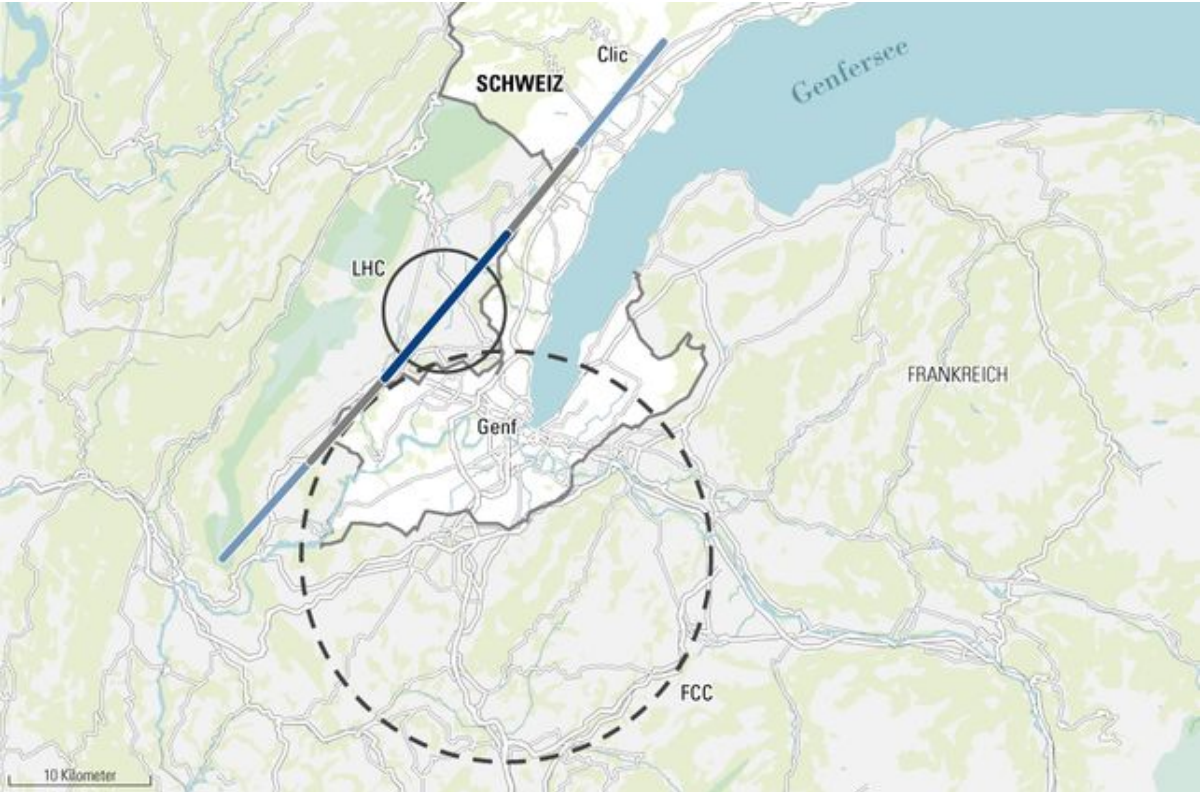 Clic
SCHWEIZ
Genfersee
LHC
FRANKREICH
Genf
FCC
10 Kilometer